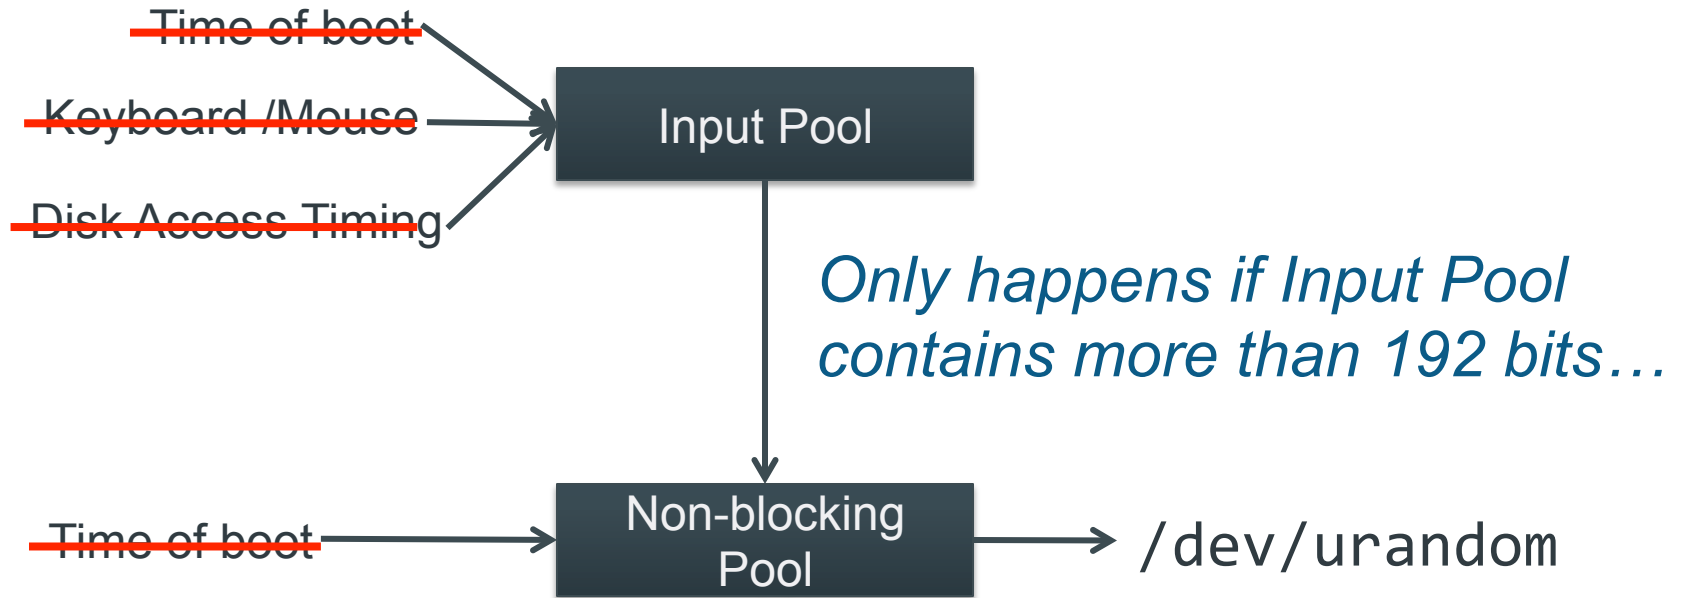 Time of boot
Keyboard /Mouse
Input Pool
Disk Access Timing
Only happens if Input Pool
contains more than 192 bits…
Non-blocking
Pool
Time of boot
/dev/urandom